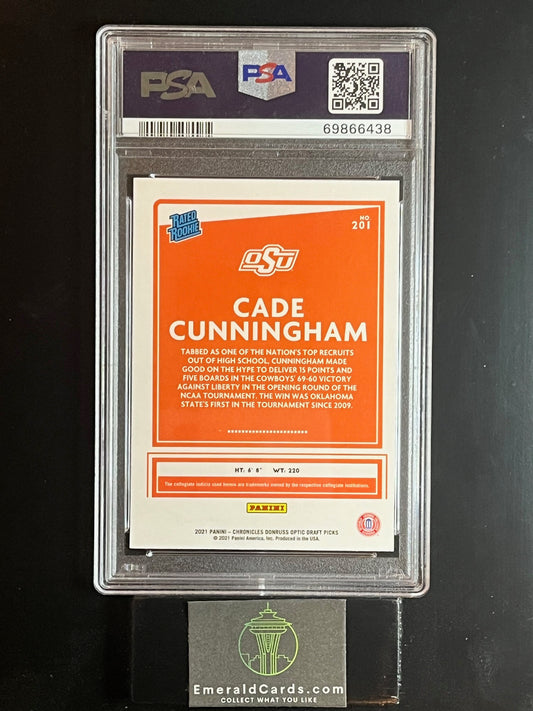 PSA
PSA
69866438
RATED
ROOKIE
NO.
201
OSU
CADE
CUNNINGHAM
TABBED AS ONE OF THE NATION'S TOP RECRUITS
OUT OF HIGH SCHOOL, CUNNINGHAM MADE
GOOD ON THE HYPE TO DELIVER 15 POINTS AND
FIVE BOARDS IN THE COWBOYS' 69-60 VICTORY
AGAINST LIBERTY IN THE OPENING ROUND OF THE
NCAA TOURNAMENT. THE WIN WAS OKLAHOMA
STATE'S FIRST IN THE TOURNAMENT SINCE 2009.
HT: 6' 8" WT: 220
The collegiate indicia used hereon are trademarks owned by the respective collegiate institutions.
PANINI
2021 PANINI – CHRONICLES DONRUSS OPTIC DRAFT PICKS
© 2021 Panini America, Inc. Produced in the USA.
EmeraldCards.com
COLLECT WHAT YOU LIKE